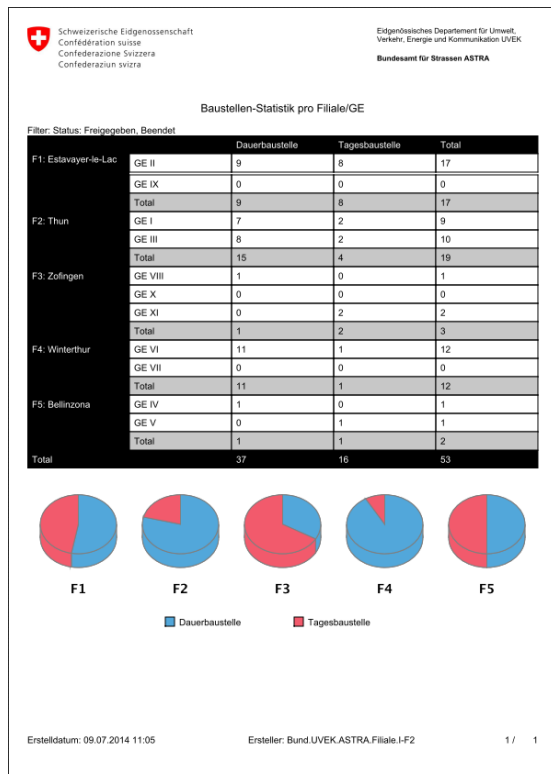 Schweizerische Eidgenossenschaft
Confédération suisse
Confederazione Svizzera
Confederaziun svizra
Eidgenössisches Departement für Umwelt,
Verkehr, Energie und Kommunikation UVEK
Bundesamt für Strassen ASTRA
Baustellen-Statistik pro Filiale/GE
Filter: Status: Freigegeben, Beendet
Dauerbaustelle Tagesbaustelle Total
F1: Estavayer-le-Lac GE II 9 8 17
GE IX 0 0 0
Total 9 8 17
F2: Thun GE I 7 2 9
GE III 8 2 10
Total 15 4 19
F3: Zofingen GE VIII 1 0 1
GE X 0 0 0
GE XI 0 2 2
Total 1 2 3
F4: Winterthur GE VI 11 1 12
GE VII 0 0 0
Total 11 1 12
F5: Bellinzona GE IV 1 0 1
GE V 0 1 1
Total 1 1 2
Total 37 16 53
F1 F2 F3 F4 F5
Dauerbaustelle Tagesbaustelle
Erstelldatum: 09.07.2014 11:05 Ersteller: Bund.UVEK.ASTRA.Filiale.I-F2 1 / 1